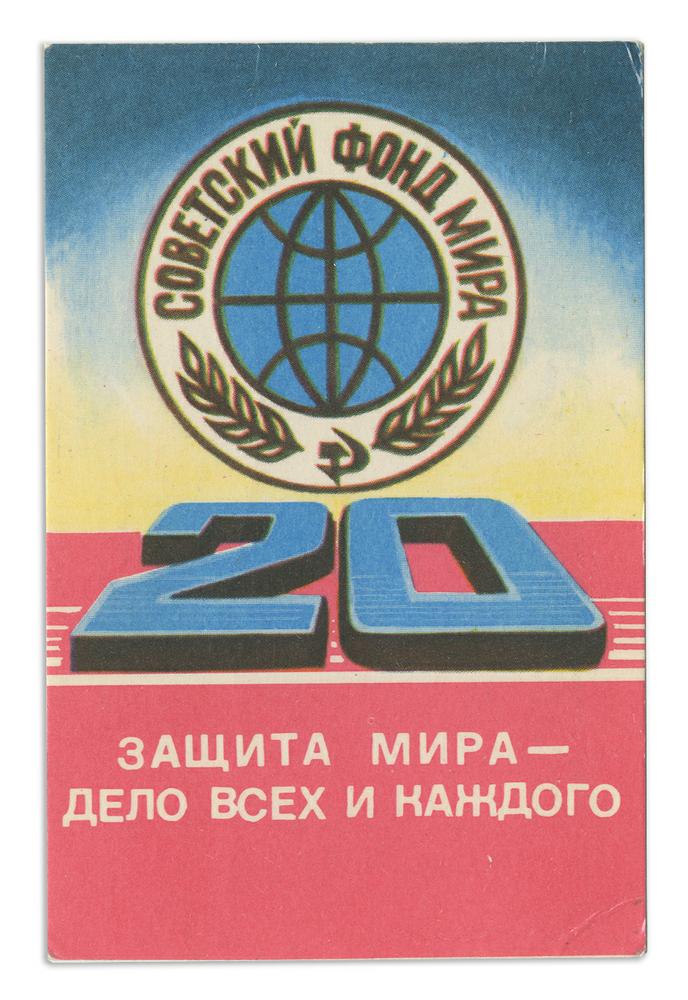 СОВЕТСКИЙ ФОНД МИРА
20
ЗАЩИТА МИРА —
ДЕЛО ВСЕХ И КАЖДОГО